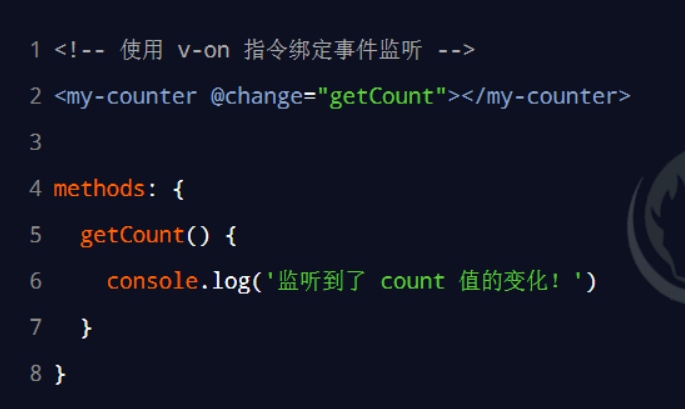 1 <!-- 使用 v-on 指令绑定事件监听 -->
2 <my-counter @change="getCount"></my-counter>
3
4 methods: {
5   getCount() {
6     console.log('监听到了 count 值的变化！')
7   }
8 }